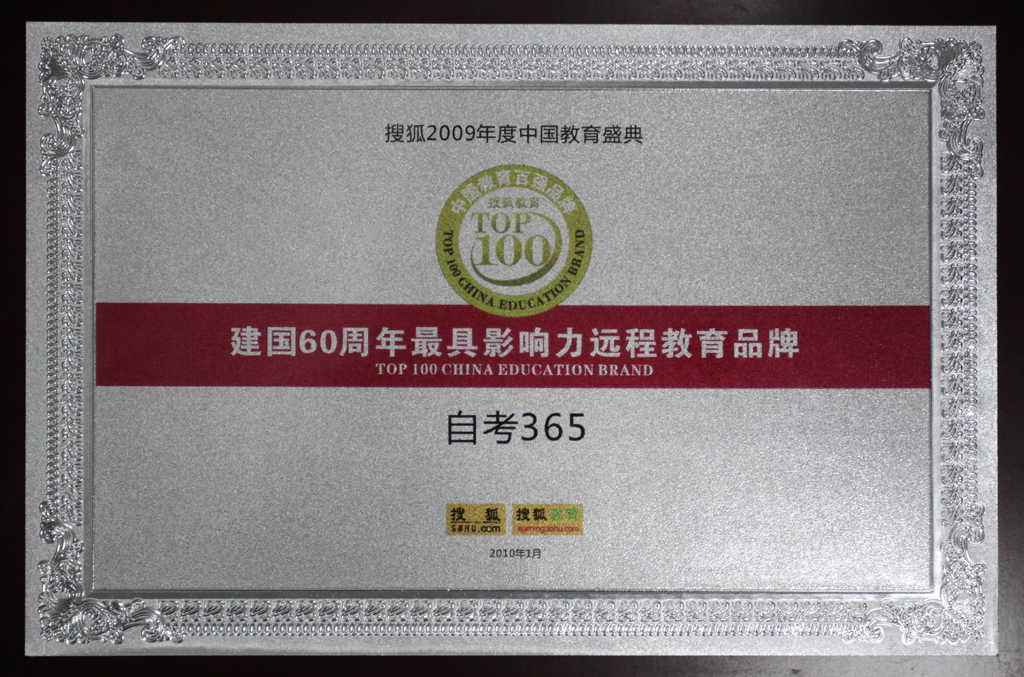 搜狐2009年度中国教育盛典
中国教育百强品牌
搜狐教育
TOP
100
TOP 100 CHINA EDUCATION BRAND
建国60周年最具影响力远程教育品牌
TOP 100 CHINA EDUCATION BRAND
自考365
搜狐 搜狐教育
SOHU.com learning.sohu.com
2010年1月